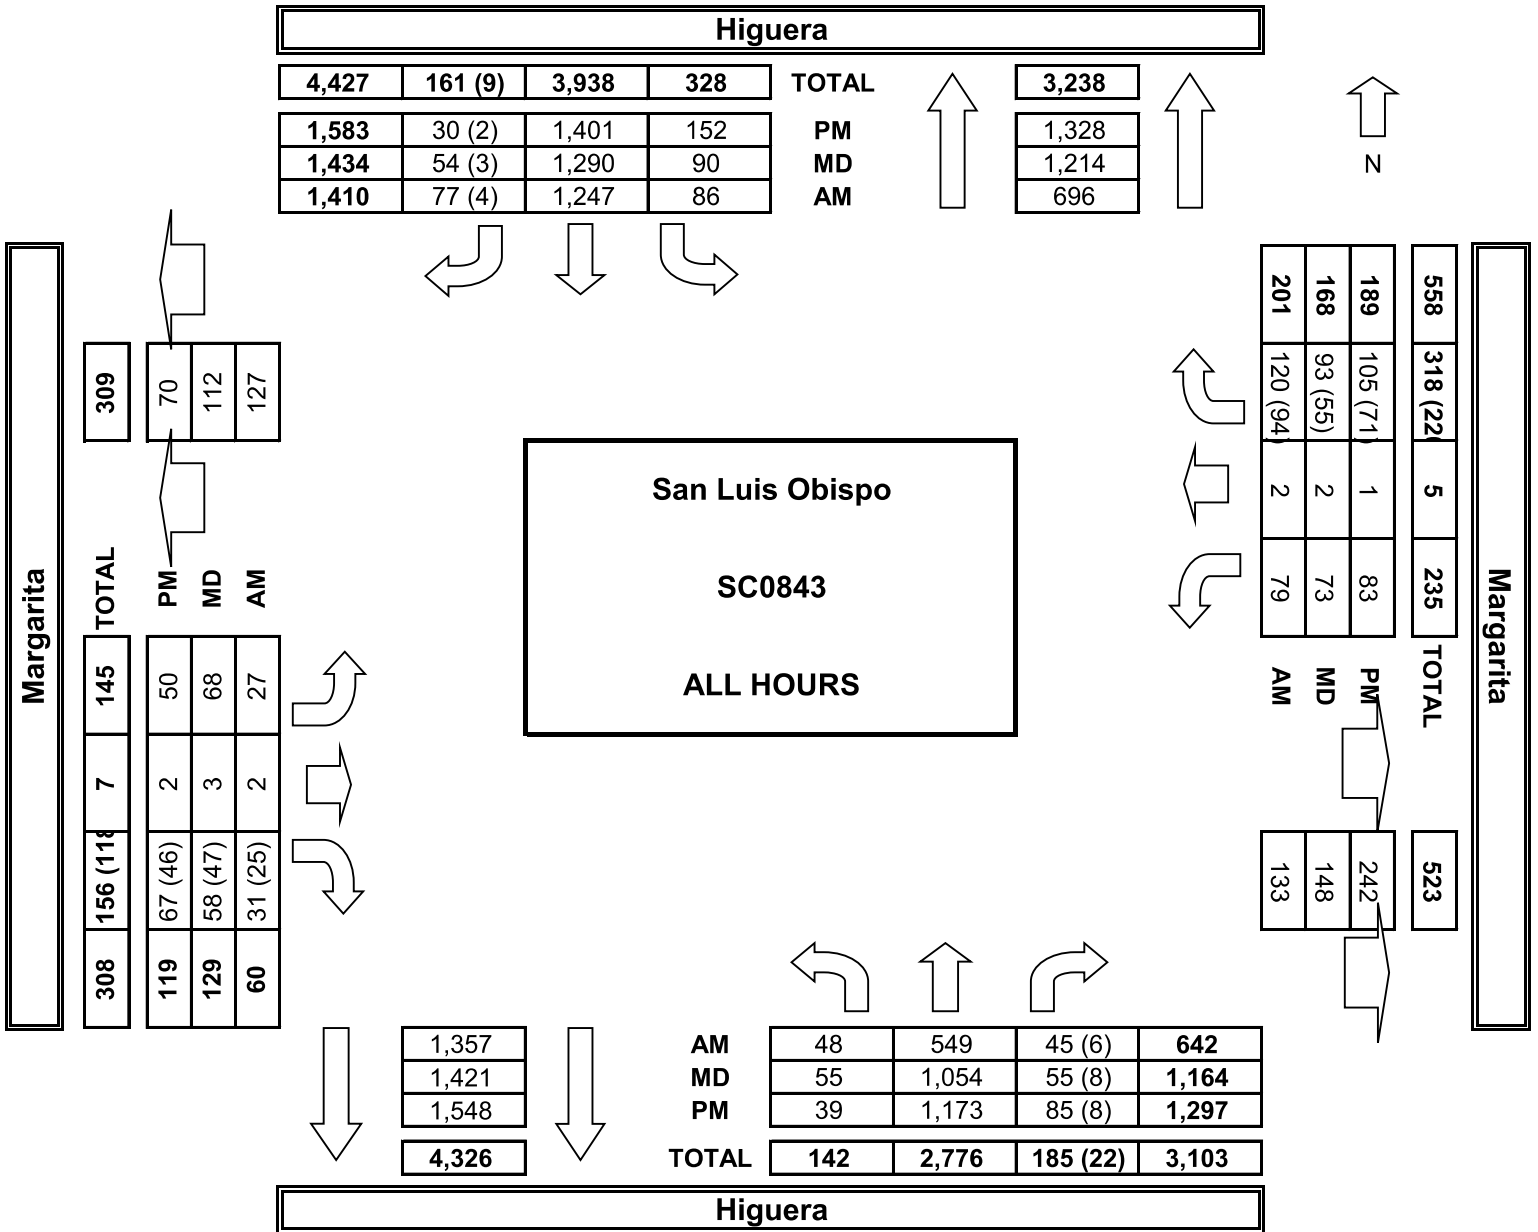 Higuera
4,427 161 (9) 3,938 328 TOTAL 3,238
1,583 30 (2) 1,401 152 PM 1,328
1,434 54 (3) 1,290 90 MD 1,214
1,410 77 (4) 1,247 86 AM 696
N
Margarita
309 70 112 127
TOTAL PM MD AM
145 50 68 27
7 2 3 2
156 67 (46) 58 (47) 31 (25)
308 119 129 60
San Luis Obispo
SC0843
ALL HOURS
201 168 189 558
120 (94) 93 (55) 105 (71) 318
2 2 1 5
79 73 83 235
AM MD PM TOTAL
133 148 242 523
Margarita
1,357 AM 48 549 45 (6) 642
1,421 MD 55 1,054 55 (8) 1,164
1,548 PM 39 1,173 85 (8) 1,297
4,326 TOTAL 142 2,776 185 (22) 3,103
Higuera